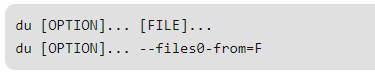 du [OPTION]... [FILE]...
du [OPTION]... --files0-from=F